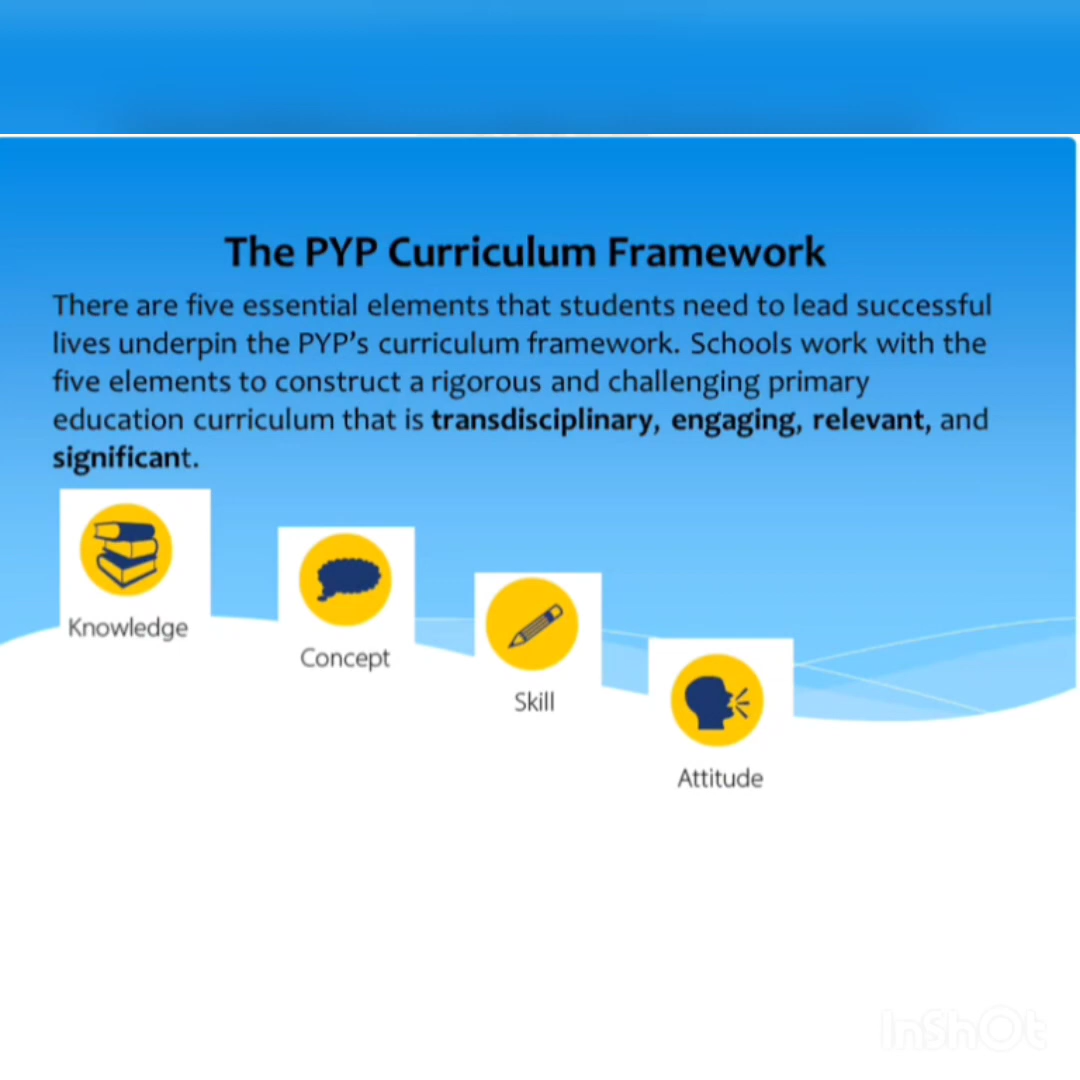 The PYP Curriculum Framework
There are five essential elements that students need to lead successful
lives underpin the PYP's curriculum framework. Schools work with the
five elements to construct a rigorous and challenging primary
education curriculum that is transdisciplinary, engaging, relevant, and
significant.
Knowledge
Concept
Skill
Attitude
InShOt